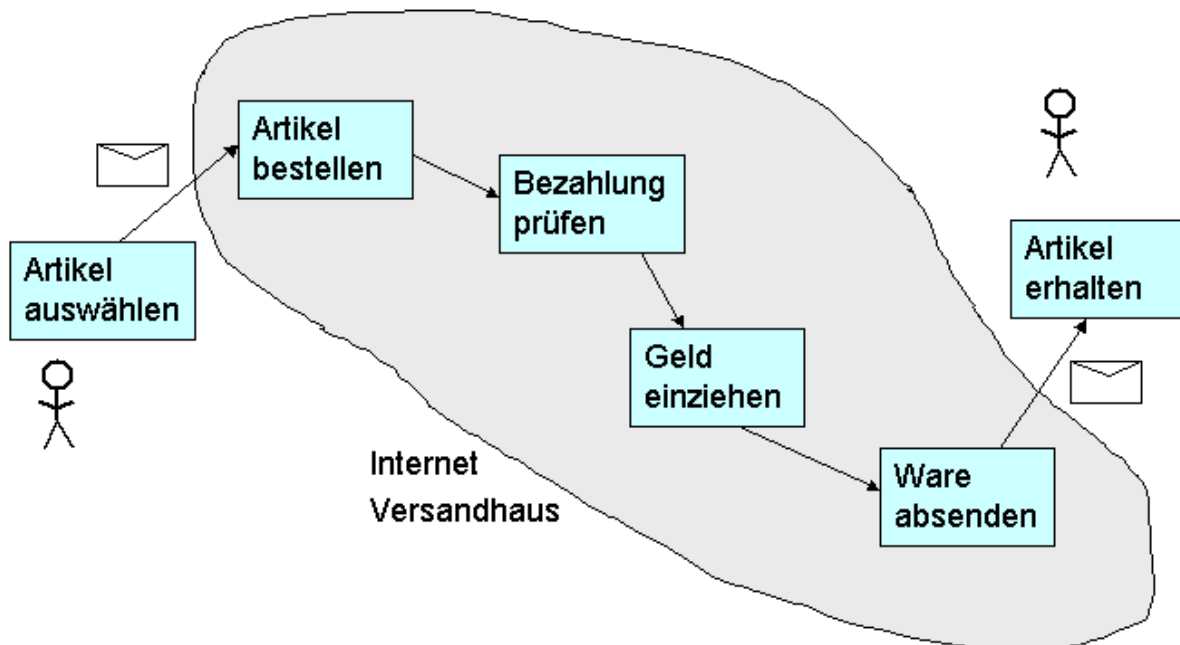 Artikel
bestellen
Bezahlung
prüfen
Artikel
auswählen
Artikel
erhalten
Geld
einziehen
Internet
Versandhaus
Ware
absenden